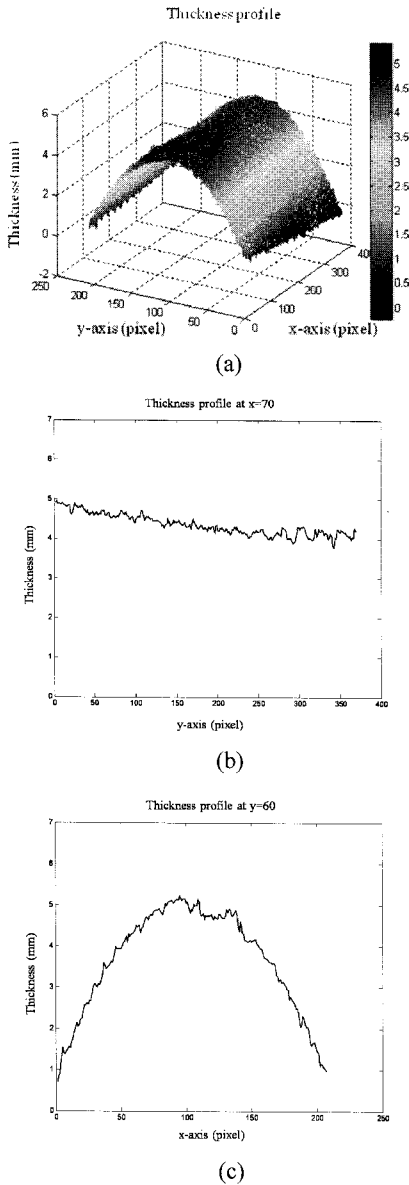 Thickness profile
6
4
2
0
-2
Thickness (mm)
250
200
150
100
50
0
y-axis (pixel)
0
100
200
300
400
x-axis (pixel)
5
4.5
4
3.5
3
2.5
2
1.5
1
0.5
0
(a)
Thickness profile at x=70
7
6
5
4
3
2
1
0
Thickness (mm)
0 50 100 150 200 250 300 350 400
y-axis (pixel)
(b)
Thickness profile at y=60
7
6
5
4
3
2
1
0
Thickness (mm)
0 50 100 150 200 250
x-axis (pixel)
(c)